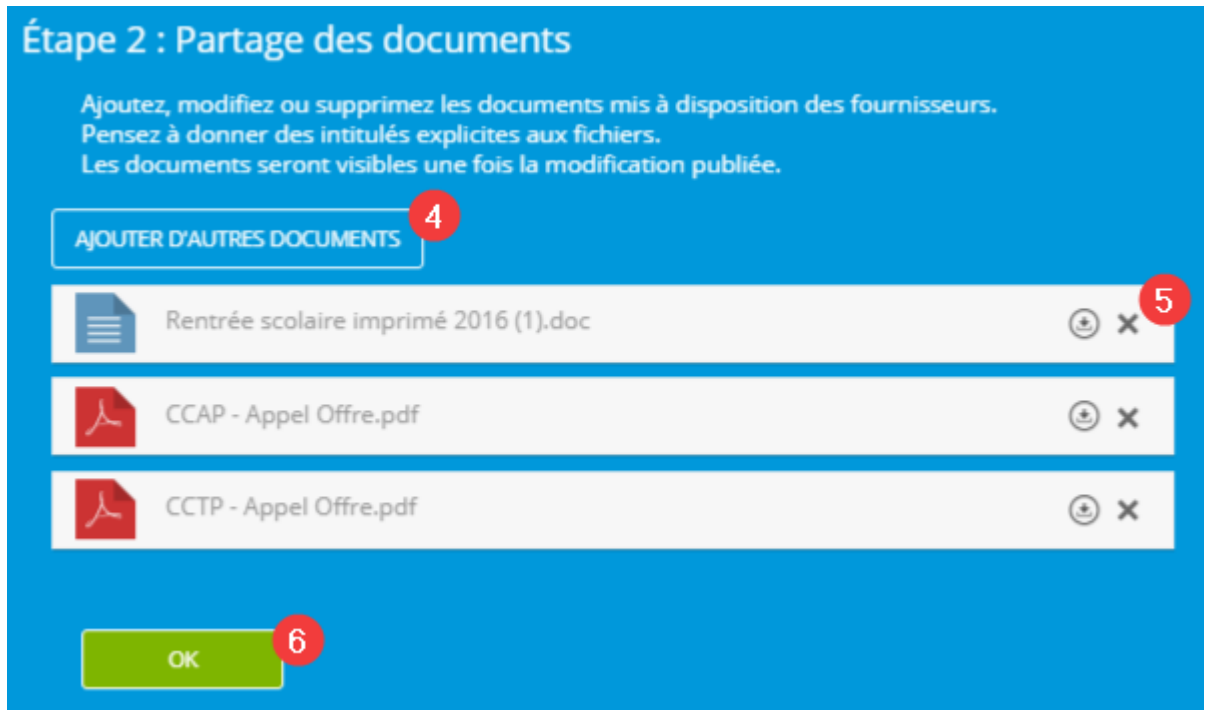 Étape 2 : Partage des documents
Ajoutez, modifiez ou supprimez les documents mis à disposition des fournisseurs.
Pensez à donner des intitulés explicites aux fichiers.
Les documents seront visibles une fois la modification publiée.
4
AJOUTER D'AUTRES DOCUMENTS
5
Rentrée scolaire imprimé 2016 (1).doc
CCAP - Appel Offre.pdf
CCTP - Appel Offre.pdf
6
OK